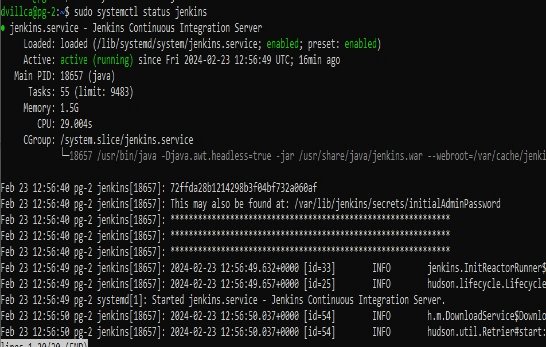 dvillca@pg-2:~$ sudo systemctl status jenkins
● jenkins.service - Jenkins Continuous Integration Server
Loaded: loaded (/lib/systemd/system/jenkins.service; enabled; preset: enabled)
Active: active (running) since Fri 2024-02-23 12:56:49 UTC; 16min ago
Main PID: 18657 (java)
Tasks: 55 (limit: 9483)
Memory: 1.5G
CPU: 29.004s
CGroup: /system.slice/jenkins.service
└─18657 /usr/bin/java -Djava.awt.headless=true -jar /usr/share/java/jenkins.war --webroot=/var/cache/jenki
Feb 23 12:56:40 pg-2 jenkins[18657]: 72ffda28b1214298b3f04bf732a060af
Feb 23 12:56:40 pg-2 jenkins[18657]: This may also be found at: /var/lib/jenkins/secrets/initialAdminPassword
Feb 23 12:56:40 pg-2 jenkins[18657]: *************************************************************
Feb 23 12:56:40 pg-2 jenkins[18657]: *************************************************************
Feb 23 12:56:40 pg-2 jenkins[18657]: *************************************************************
Feb 23 12:56:49 pg-2 jenkins[18657]: 2024-02-23 12:56:49.632+0000 [id=33] INFO jenkins.InitReactorRunner$
Feb 23 12:56:49 pg-2 jenkins[18657]: 2024-02-23 12:56:49.657+0000 [id=25] INFO hudson.lifecycle.Lifecycle
Feb 23 12:56:49 pg-2 systemd[1]: Started jenkins.service - Jenkins Continuous Integration Server.
Feb 23 12:56:50 pg-2 jenkins[18657]: 2024-02-23 12:56:50.037+0000 [id=54] INFO h.m.DownloadService$Downlo
Feb 23 12:56:50 pg-2 jenkins[18657]: 2024-02-23 12:56:50.037+0000 [id=54] INFO hudson.util.Retrier#start:
lines 1-20/20 (END)